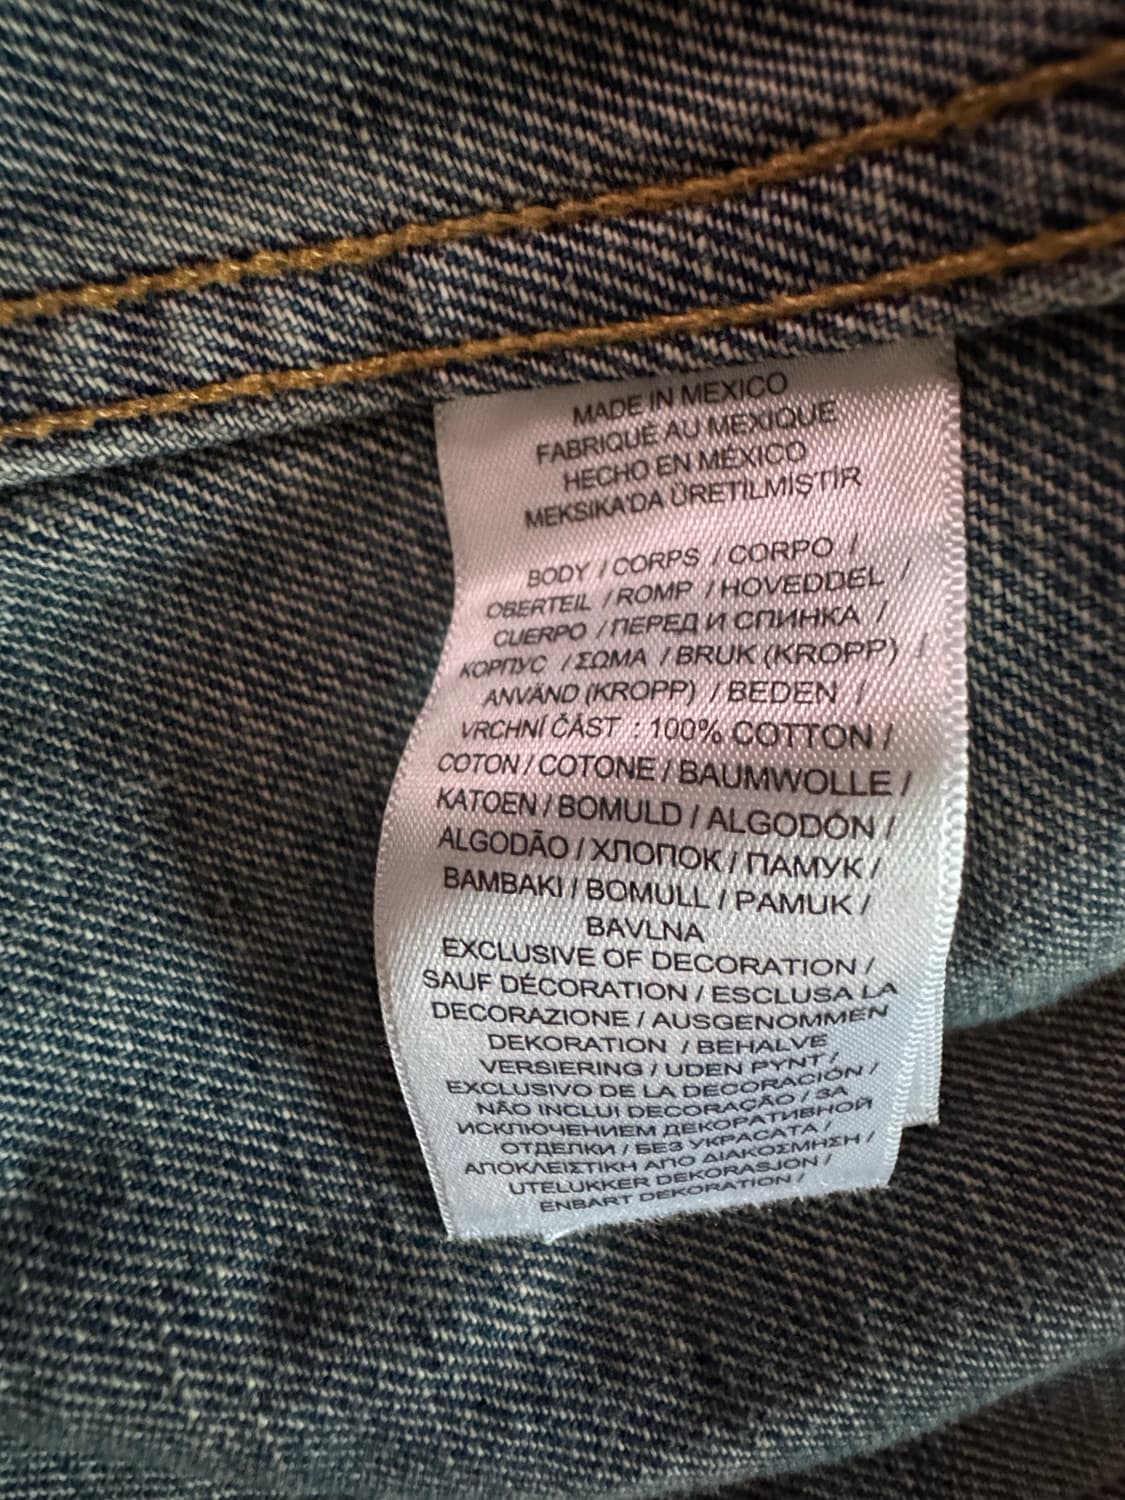 MADE IN MEXICO
FABRIQUÉ AU MEXIQUE
HECHO EN MÉXICO
MEKSIKA'DA ÜRETİLMİŞTİR
BODY / CORPS / CORPO /
OBERTEIL / ROMP / HOVEDDEL /
CUERPO / ПЕРЕД И СПИНКА /
КОРПУС / ΣΩΜΑ / BRUK (KROPP) /
ANVÄND (KROPP) / BEDEN /
VRCHNÍ ČÁST : 100% COTTON /
COTON / COTONE / BAUMWOLLE /
KATOEN / BOMULD / ALGODÓN /
ALGODÃO / ХЛОПОК / ПАМУК /
ΒΑΜΒΑΚΙ / BOMULL / PAMUK /
BAVLNA
EXCLUSIVE OF DECORATION /
SAUF DÉCORATION / ESCLUSA LA
DECORAZIONE / AUSGENOMMEN
DEKORATION / BEHALVE
VERSIERING / UDEN PYNT /
EXCLUSIVO DE LA DECORACIÓN /
NÃO INCLUI DECORAÇÃO / ЗА
ИСКЛЮЧЕНИЕМ ДЕКОРАТИВНОЙ
ОТДЕЛКИ / БЕЗ УКРАСАТА /
ΑΠΟΚΛΕΙΣΤΙΚΗ ΑΠΟ ΔΙΑΚΟΣΜΗΣΗ /
UTELUKKER DEKORASJON /
ENBART DEKORATION /